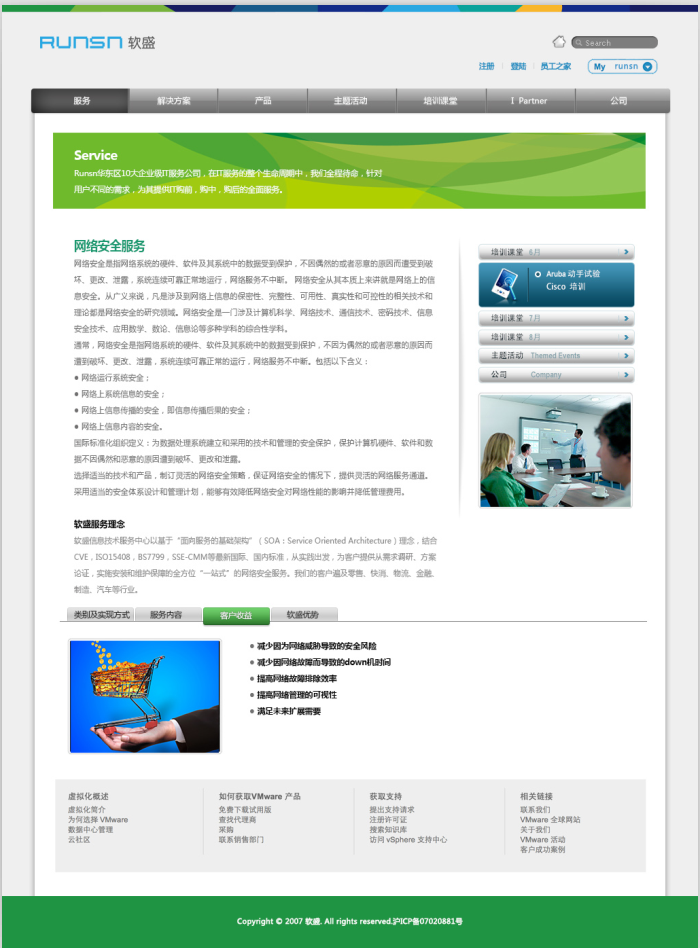 RUNSN 软盛
Search
注册 登陆 员工之家 My runsn
服务 解决方案 产品 主题活动 培训课堂 I Partner 公司
Service
Runsn华东区10大企业级IT服务公司，在IT服务的整个生命周期中，我们全程待命，针对
用户不同的需求，为其提供IT购前，购中，购后的全面服务。
网络安全服务
网络安全是指网络系统的硬件、软件及其系统中的数据受到保护，不因偶然的或者恶意的原因而遭受到破
坏、更改、泄露，系统连续可靠正常地运行，网络服务不中断。 网络安全从其本质上来讲就是网络上的信
息安全。从广义来说，凡是涉及到网络上信息的保密性、完整性、可用性、真实性和可控性的相关技术和
理论都是网络安全的研究领域。网络安全是一门涉及计算机科学、网络技术、通信技术、密码技术、信息
安全技术、应用数学、数论、信息论等多种学科的综合性学科。
通常，网络安全是指网络系统的硬件、软件及其系统中的数据受到保护，不因为偶然的或者恶意的原因而
遭到破坏、更改、泄露，系统连续可靠正常的运行，网络服务不中断。包括以下含义：
● 网络运行系统安全；
● 网络上系统信息的安全；
● 网络上信息传播的安全，即信息传播后果的安全；
● 网络上信息内容的安全。
国际标准化组织定义：为数据处理系统建立和采用的技术和管理的安全保护，保护计算机硬件、软件和数
据不因偶然和恶意的原因遭到破坏、更改和泄露。
选择适当的技术和产品，制订灵活的网络安全策略，保证网络安全的情况下，提供灵活的网络服务通道。
采用适当的安全体系设计和管理计划，能够有效降低网络安全对网络性能的影响并降低管理费用。
软盛服务理念
软盛信息技术服务中心以基于“面向服务的基础架构”（SOA：Service Oriented Architecture）理念，结合
CVE，ISO15408，BS7799，SSE-CMM等最新国际、国内标准，从实践出发，为客户提供从需求调研、方案
论证，实施安装和维护保障的全方位“一站式”的网络安全服务。我们的客户遍及零售、快消、物流、金融、
制造、汽车等行业。
培训课堂 6月
Aruba 动手试验
Cisco 培训
培训课堂 7月
培训课堂 8月
主题活动 Themed Events
公司 Company
类别及实现方式 服务内容 客户收益 软盛优势
● 减少因为网络威胁导致的安全风险
● 减少因网络故障而导致的down机时间
● 提高网络故障排除效率
● 提高网络管理的可视性
● 满足未来扩展需要
虚拟化概述
虚拟化简介
为何选择 VMware
数据中心管理
云社区
如何获取VMware 产品
免费下载试用版
查找代理商
采购
联系销售部门
获取支持
提出支持请求
注册许可证
搜索知识库
访问 vSphere 支持中心
相关链接
联系我们
VMware 全球网站
关于我们
VMware 活动
客户成功案例
Copyright © 2007 软盛. All rights reserved.沪ICP备07020881号